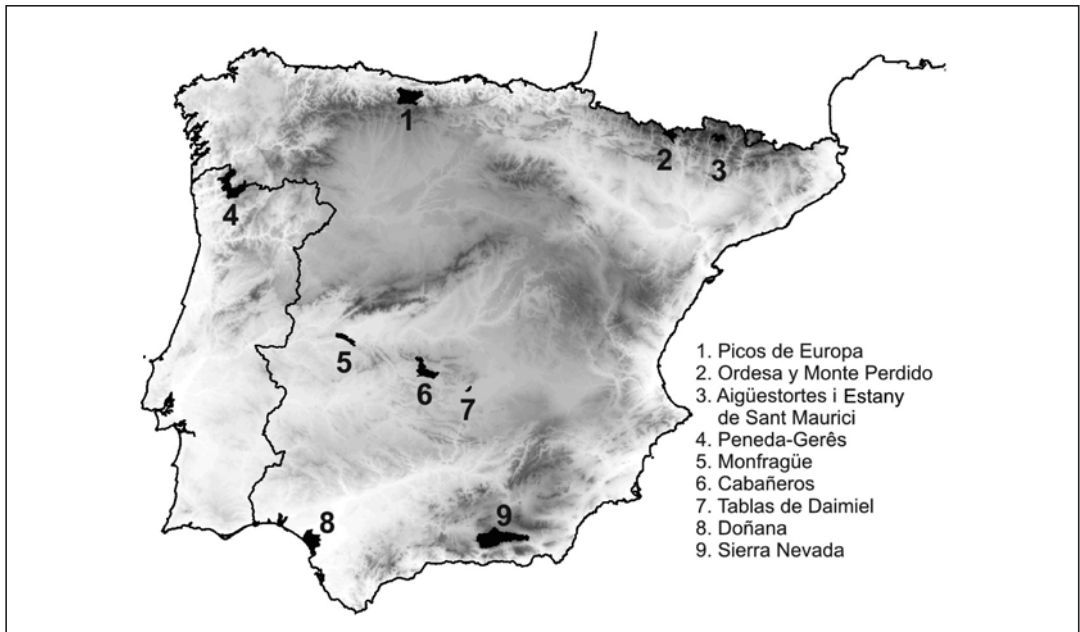 1
2
3
4
5
6
7
8
9
1. Picos de Europa
2. Ordesa y Monte Perdido
3. Aigüestortes i Estany
de Sant Maurici
4. Peneda-Gerês
5. Monfragüe
6. Cabañeros
7. Tablas de Daimiel
8. Doñana
9. Sierra Nevada